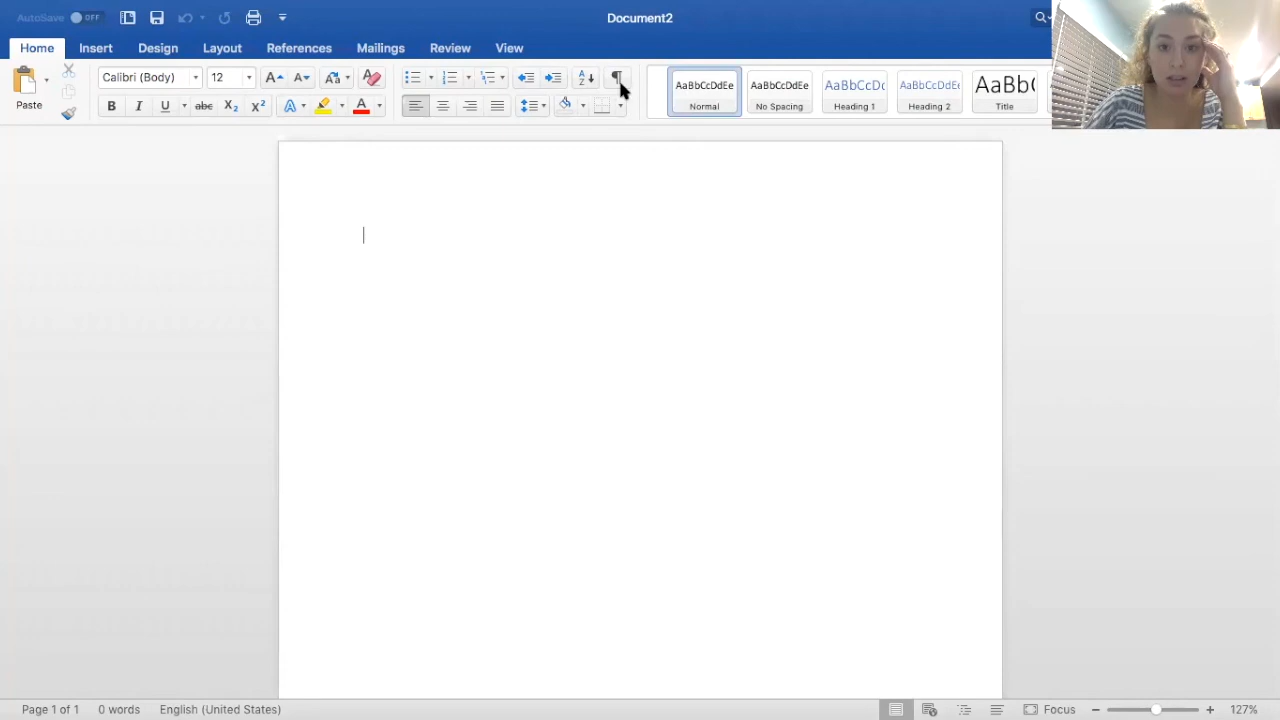 AutoSave OFF
Document2
Home Insert Design Layout References Mailings Review View
Paste
Calibri (Body) 12
AaBbCcDdEe AaBbCcDdEe AaBbCcDc AaBbCcDdEe AaBb(
Normal No Spacing Heading 1 Heading 2 Title
Page 1 of 1 0 words English (United States) Focus 127%